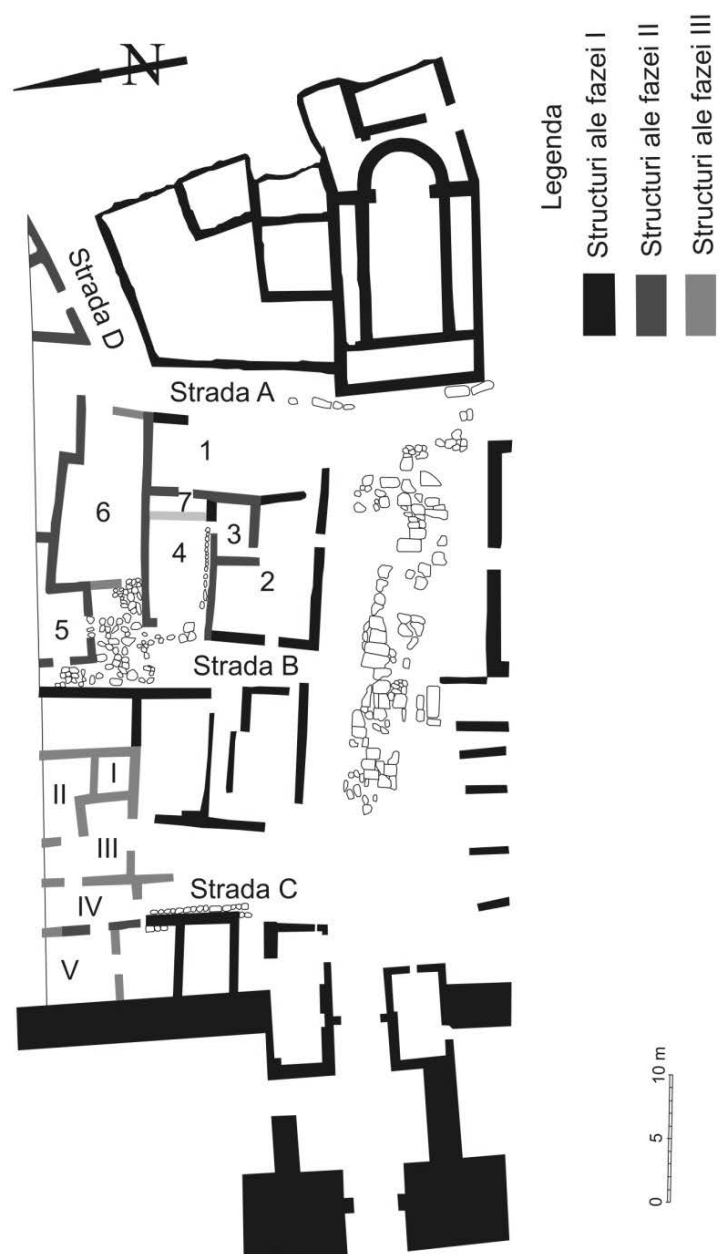 N
Strada D
Strada A
1
7
3
6
4
2
5
Strada B
I
II
III
Strada C
IV
V
Legenda
Structuri ale fazei I
Structuri ale fazei II
Structuri ale fazei III
0 5 10 m